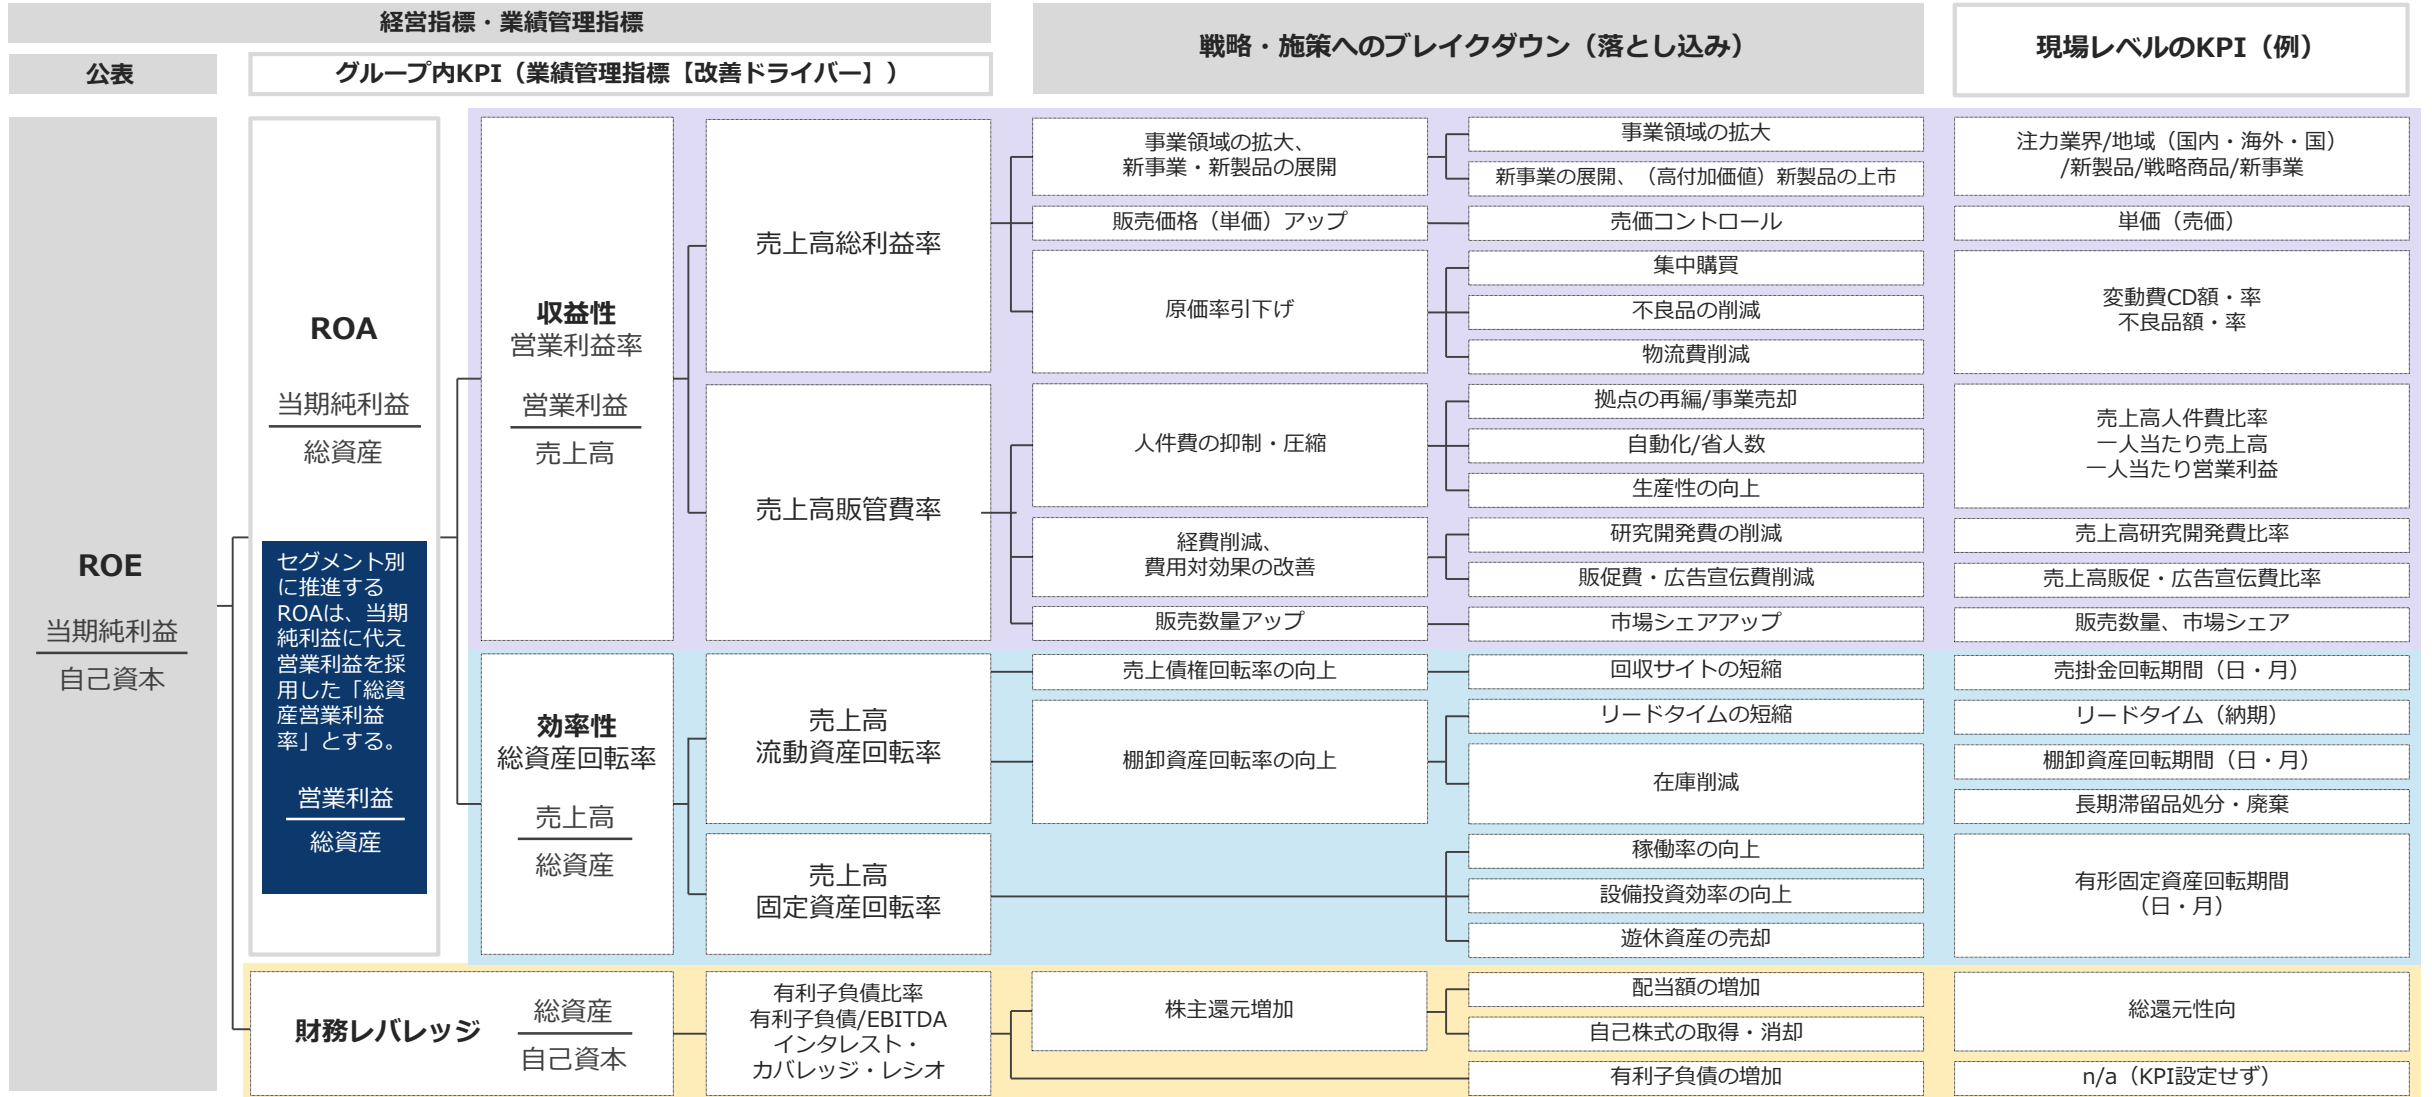 経営指標・業績管理指標
公表
グループ内KPI（業績管理指標【改善ドライバー】）
戦略・施策へのブレイクダウン（落とし込み）
現場レベルのKPI（例）
ROE
当期純利益
自己資本
ROA
当期純利益
総資産
セグメント別
に推進する
ROAは、当期
純利益に代え
営業利益を採
用した「総資
産営業利益
率」とする。
営業利益
総資産
収益性
営業利益率
営業利益
売上高
売上高総利益率
事業領域の拡大、
新事業・新製品の展開
事業領域の拡大
新事業の展開、（高付加価値）新製品の上市
注力業界/地域（国内・海外・国）
/新製品/戦略商品/新事業
販売価格（単価）アップ
売価コントロール
単価（売価）
原価率引下げ
集中購買
不良品の削減
物流費削減
変動費CD額・率
不良品額・率
売上高販管費率
人件費の抑制・圧縮
拠点の再編/事業売却
自動化/省人数
生産性の向上
売上高人件費比率
一人当たり売上高
一人当たり営業利益
経費削減、
費用対効果の改善
研究開発費の削減
売上高研究開発費比率
販促費・広告宣伝費削減
売上高販促・広告宣伝費比率
販売数量アップ
市場シェアアップ
販売数量、市場シェア
効率性
総資産回転率
売上高
総資産
売上高
流動資産回転率
売上債権回転率の向上
回収サイトの短縮
売掛金回転期間（日・月）
棚卸資産回転率の向上
リードタイムの短縮
リードタイム（納期）
在庫削減
棚卸資産回転期間（日・月）
長期滞留品処分・廃棄
売上高
固定資産回転率
稼働率の向上
設備投資効率の向上
遊休資産の売却
有形固定資産回転期間
（日・月）
財務レバレッジ
総資産
自己資本
有利子負債比率
有利子負債/EBITDA
インタレスト・
カバレッジ・レシオ
株主還元増加
配当額の増加
自己株式の取得・消却
総還元性向
有利子負債の増加
n/a（KPI設定せず）